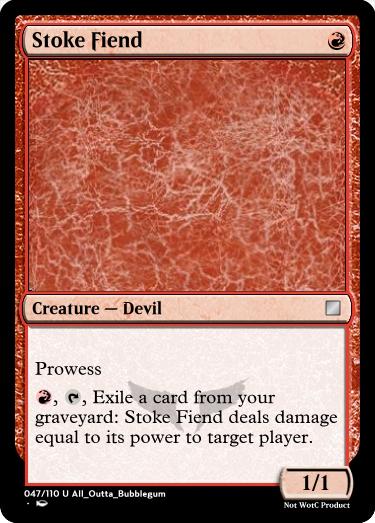 Stoke Fiend
Creature — Devil
Prowess
, , Exile a card from your
graveyard: Stoke Fiend deals damage
equal to its power to target player.
1/1
047/110 U All_Outta_Bubblegum
Not WotC Product